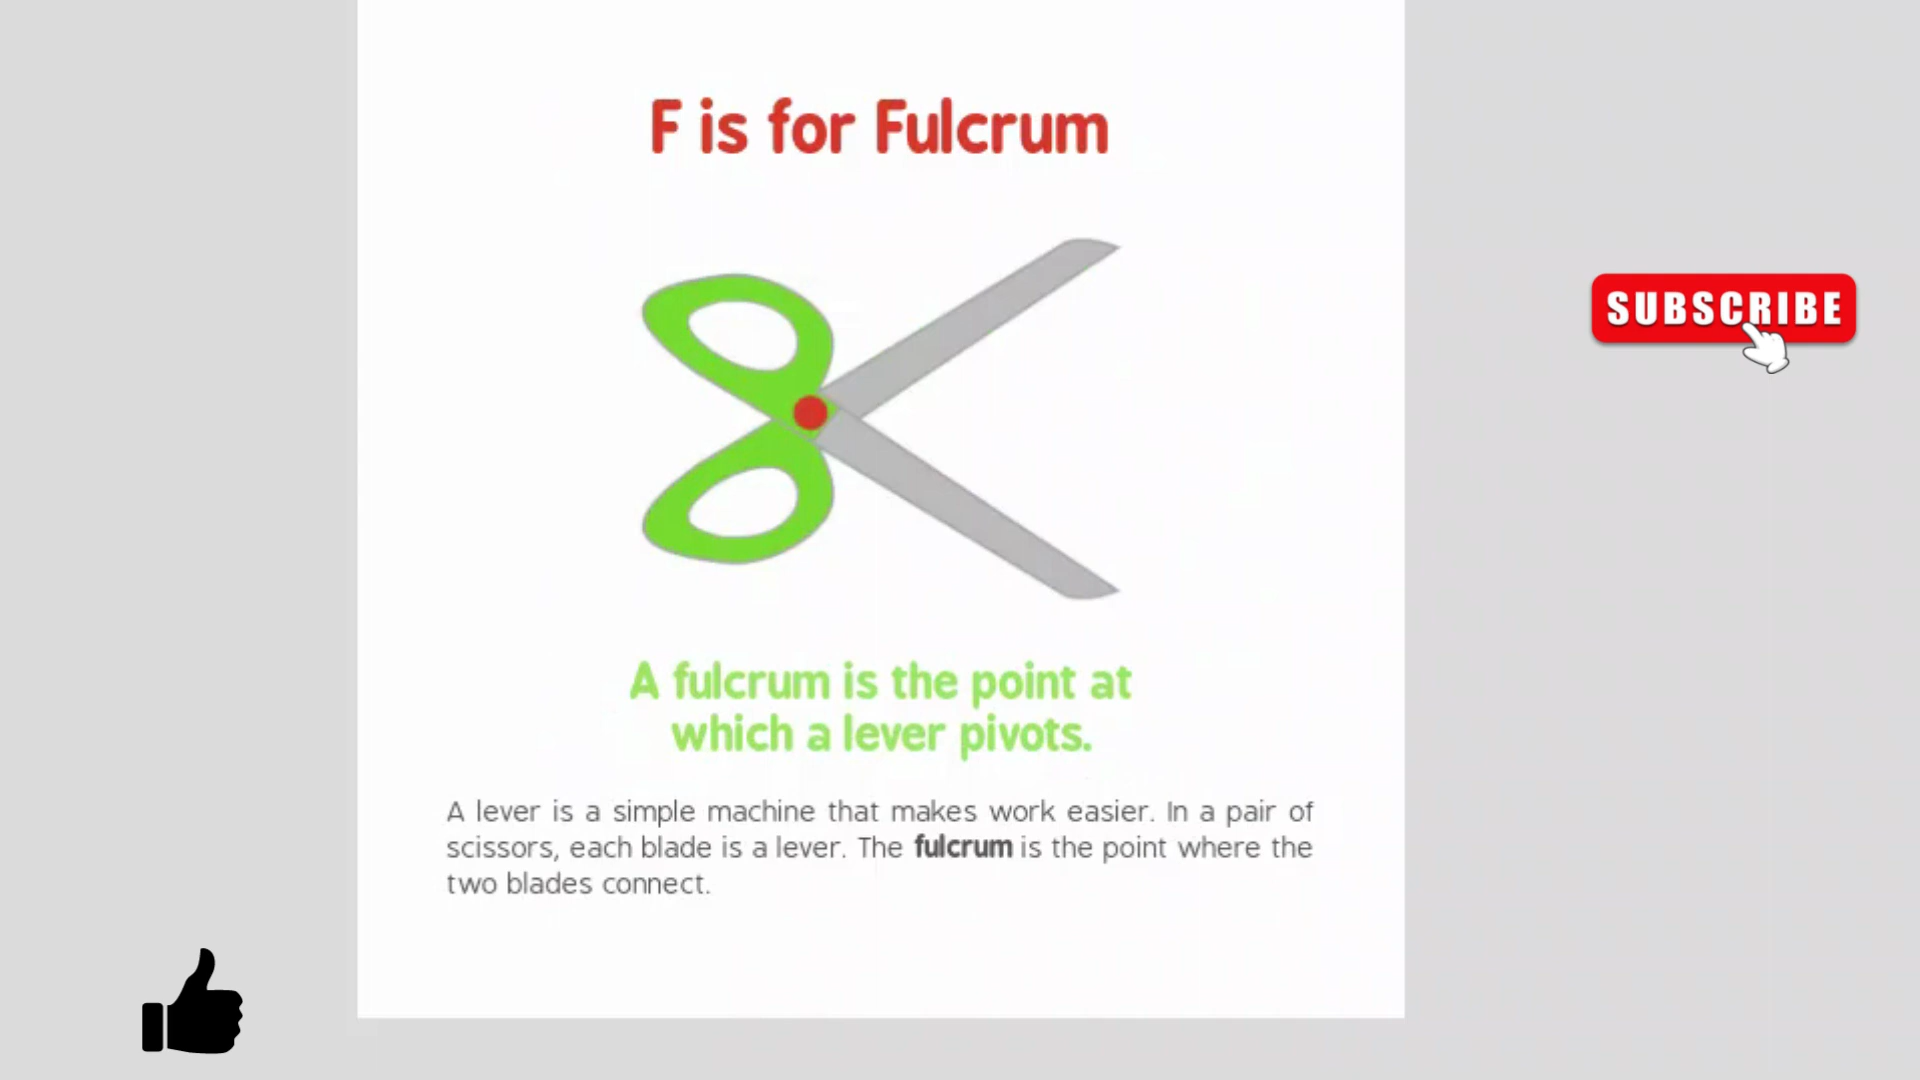 F is for Fulcrum
SUBSCRIBE
A fulcrum is the point at
which a lever pivots.
A lever is a simple machine that makes work easier. In a pair of
scissors, each blade is a lever. The fulcrum is the point where the
two blades connect.